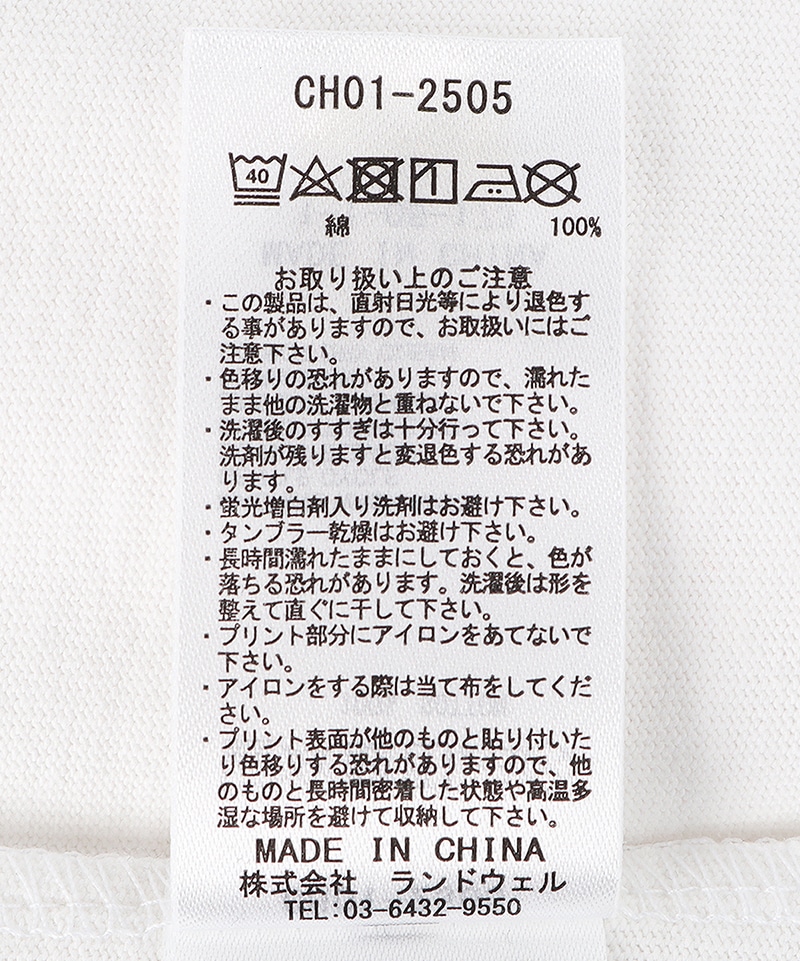 CH01-2505
40
綿 100%
お取り扱い上のご注意
・この製品は、直射日光等により退色す
る事がありますので、お取扱いにはご
注意下さい。
・色移りの恐れがありますので、濡れた
まま他の洗濯物と重ねないで下さい。
・洗濯後のすすぎは十分行って下さい。
洗剤が残りますと変退色する恐れがあ
ります。
・蛍光増白剤入り洗剤はお避け下さい。
・タンブラー乾燥はお避け下さい。
・長時間濡れたままにしておくと、色が
落ちる恐れがあります。洗濯後は形を
整えて直ぐに干して下さい。
・プリント部分にアイロンをあてないで
下さい。
・アイロンをする際は当て布をしてくだ
さい。
・プリント表面が他のものと貼り付いた
り色移りする恐れがありますので、他
のものと長時間密着した状態や高温多
湿な場所を避けて収納して下さい。
MADE IN CHINA
株式会社 ランドウェル
TEL:03-6432-9550